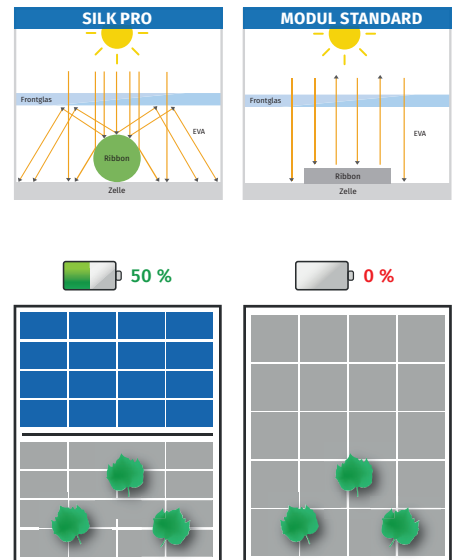 SILK PRO
Frontglas
EVA
Ribbon
Zelle
MODUL STANDARD
Frontglas
EVA
Ribbon
Zelle
50 %
0 %